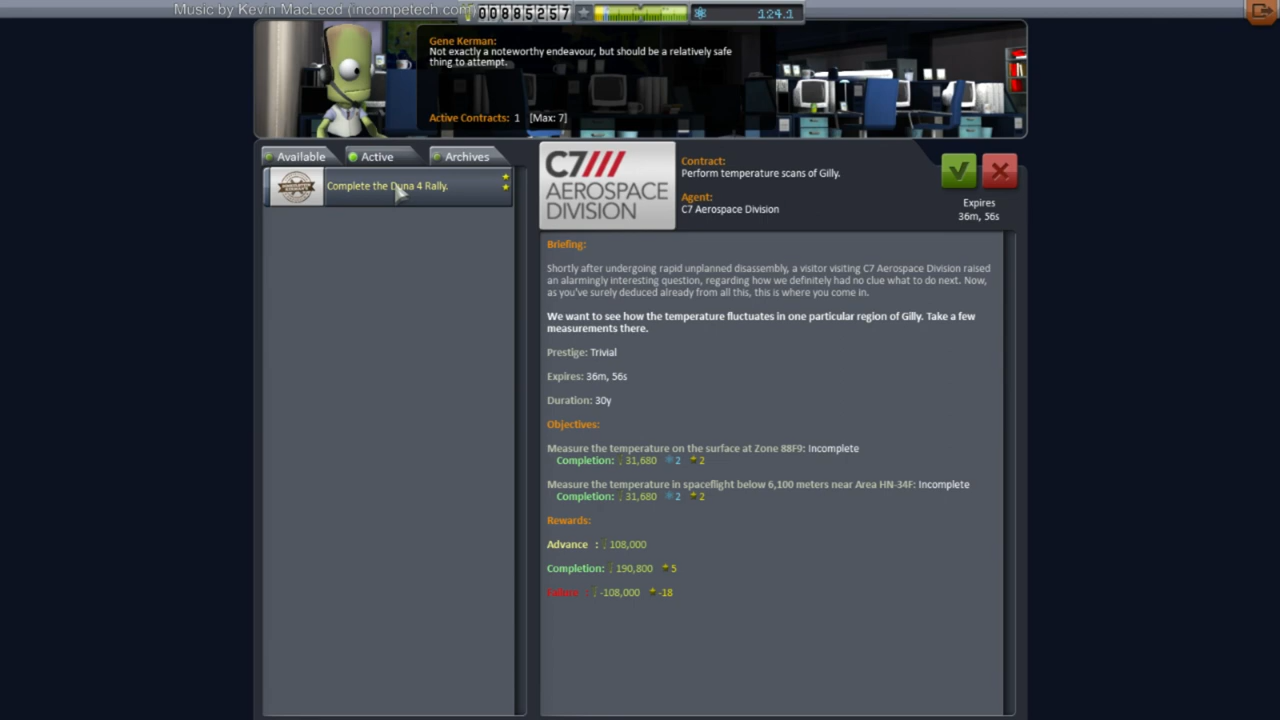 Music by Kevin MacLeod (incompetech.com)
00885257
124.1
Gene Kerman:
Not exactly a noteworthy endeavour, but should be a relatively safe
thing to attempt.
Active Contracts: 1 [Max: 7]
Available
Active
Archives
Complete the Duna 4 Rally.
C7///
AEROSPACE
DIVISION
Contract:
Perform temperature scans of Gilly.
Agent:
C7 Aerospace Division
Expires
36m, 56s
Briefing:
Shortly after undergoing rapid unplanned disassembly, a visitor visiting C7 Aerospace Division raised
an alarmingly interesting question, regarding how we definitely had no clue what to do next. Now,
as you've surely deduced already from all this, this is where you come in.
We want to see how the temperature fluctuates in one particular region of Gilly. Take a few
measurements there.
Prestige: Trivial
Expires: 36m, 56s
Duration: 30y
Objectives:
Measure the temperature on the surface at Zone 88F9: Incomplete
Completion: 31,680 2 2
Measure the temperature in spaceflight below 6,100 meters near Area HN-34F: Incomplete
Completion: 31,680 2 2
Rewards:
Advance : 108,000
Completion: 190,800 5
Failure : -108,000 -18